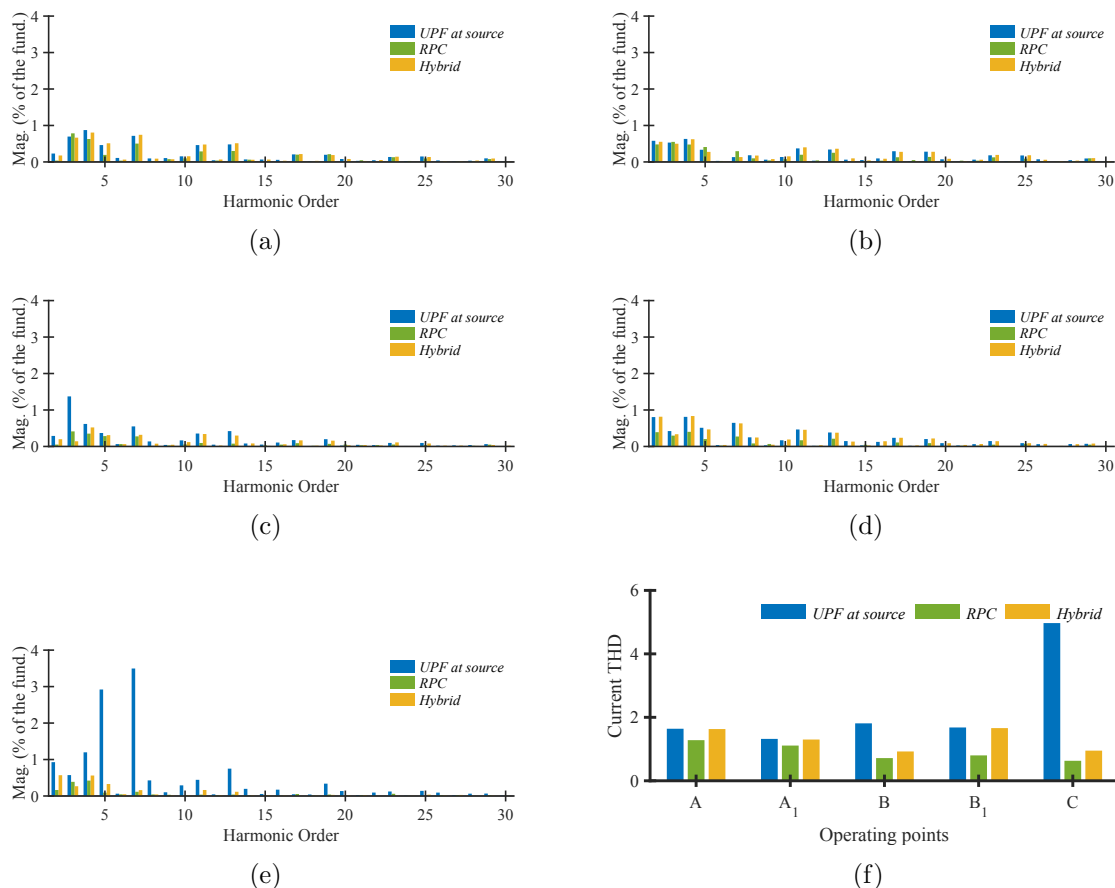 Mag. (% of the fund.)
4
3
2
1
0
UPF at source
RPC
Hybrid
5 10 15 20 25 30
Harmonic Order
(a)
Mag. (% of the fund.)
4
3
2
1
0
UPF at source
RPC
Hybrid
5 10 15 20 25 30
Harmonic Order
(b)
Mag. (% of the fund.)
4
3
2
1
0
UPF at source
RPC
Hybrid
5 10 15 20 25 30
Harmonic Order
(c)
Mag. (% of the fund.)
4
3
2
1
0
UPF at source
RPC
Hybrid
5 10 15 20 25 30
Harmonic Order
(d)
Mag. (% of the fund.)
4
3
2
1
0
UPF at source
RPC
Hybrid
5 10 15 20 25 30
Harmonic Order
(e)
Current THD
6
4
2
0
UPF at source RPC Hybrid
A A₁ B B₁ C
Operating points
(f)